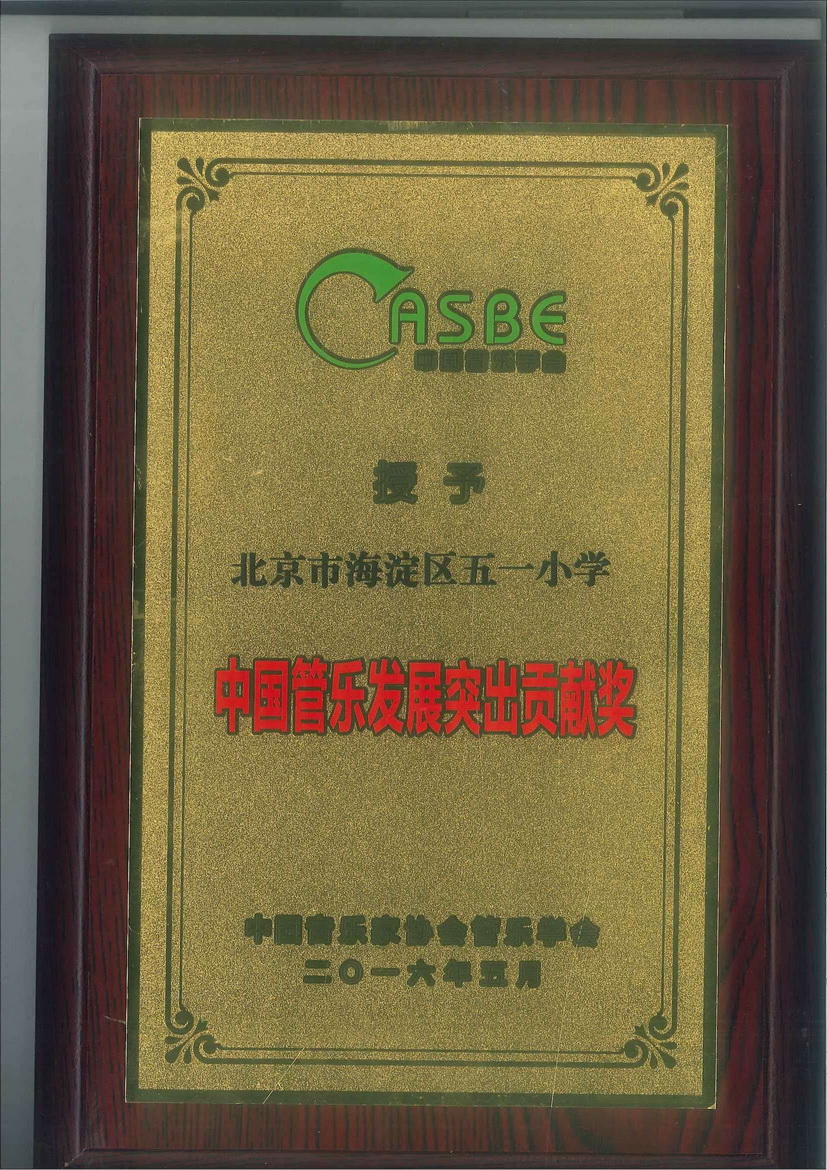 CASBE
中国管乐学会
授予
北京市海淀区五一小学
中国管乐发展突出贡献奖
中国音乐家协会管乐学会
二〇一六年五月